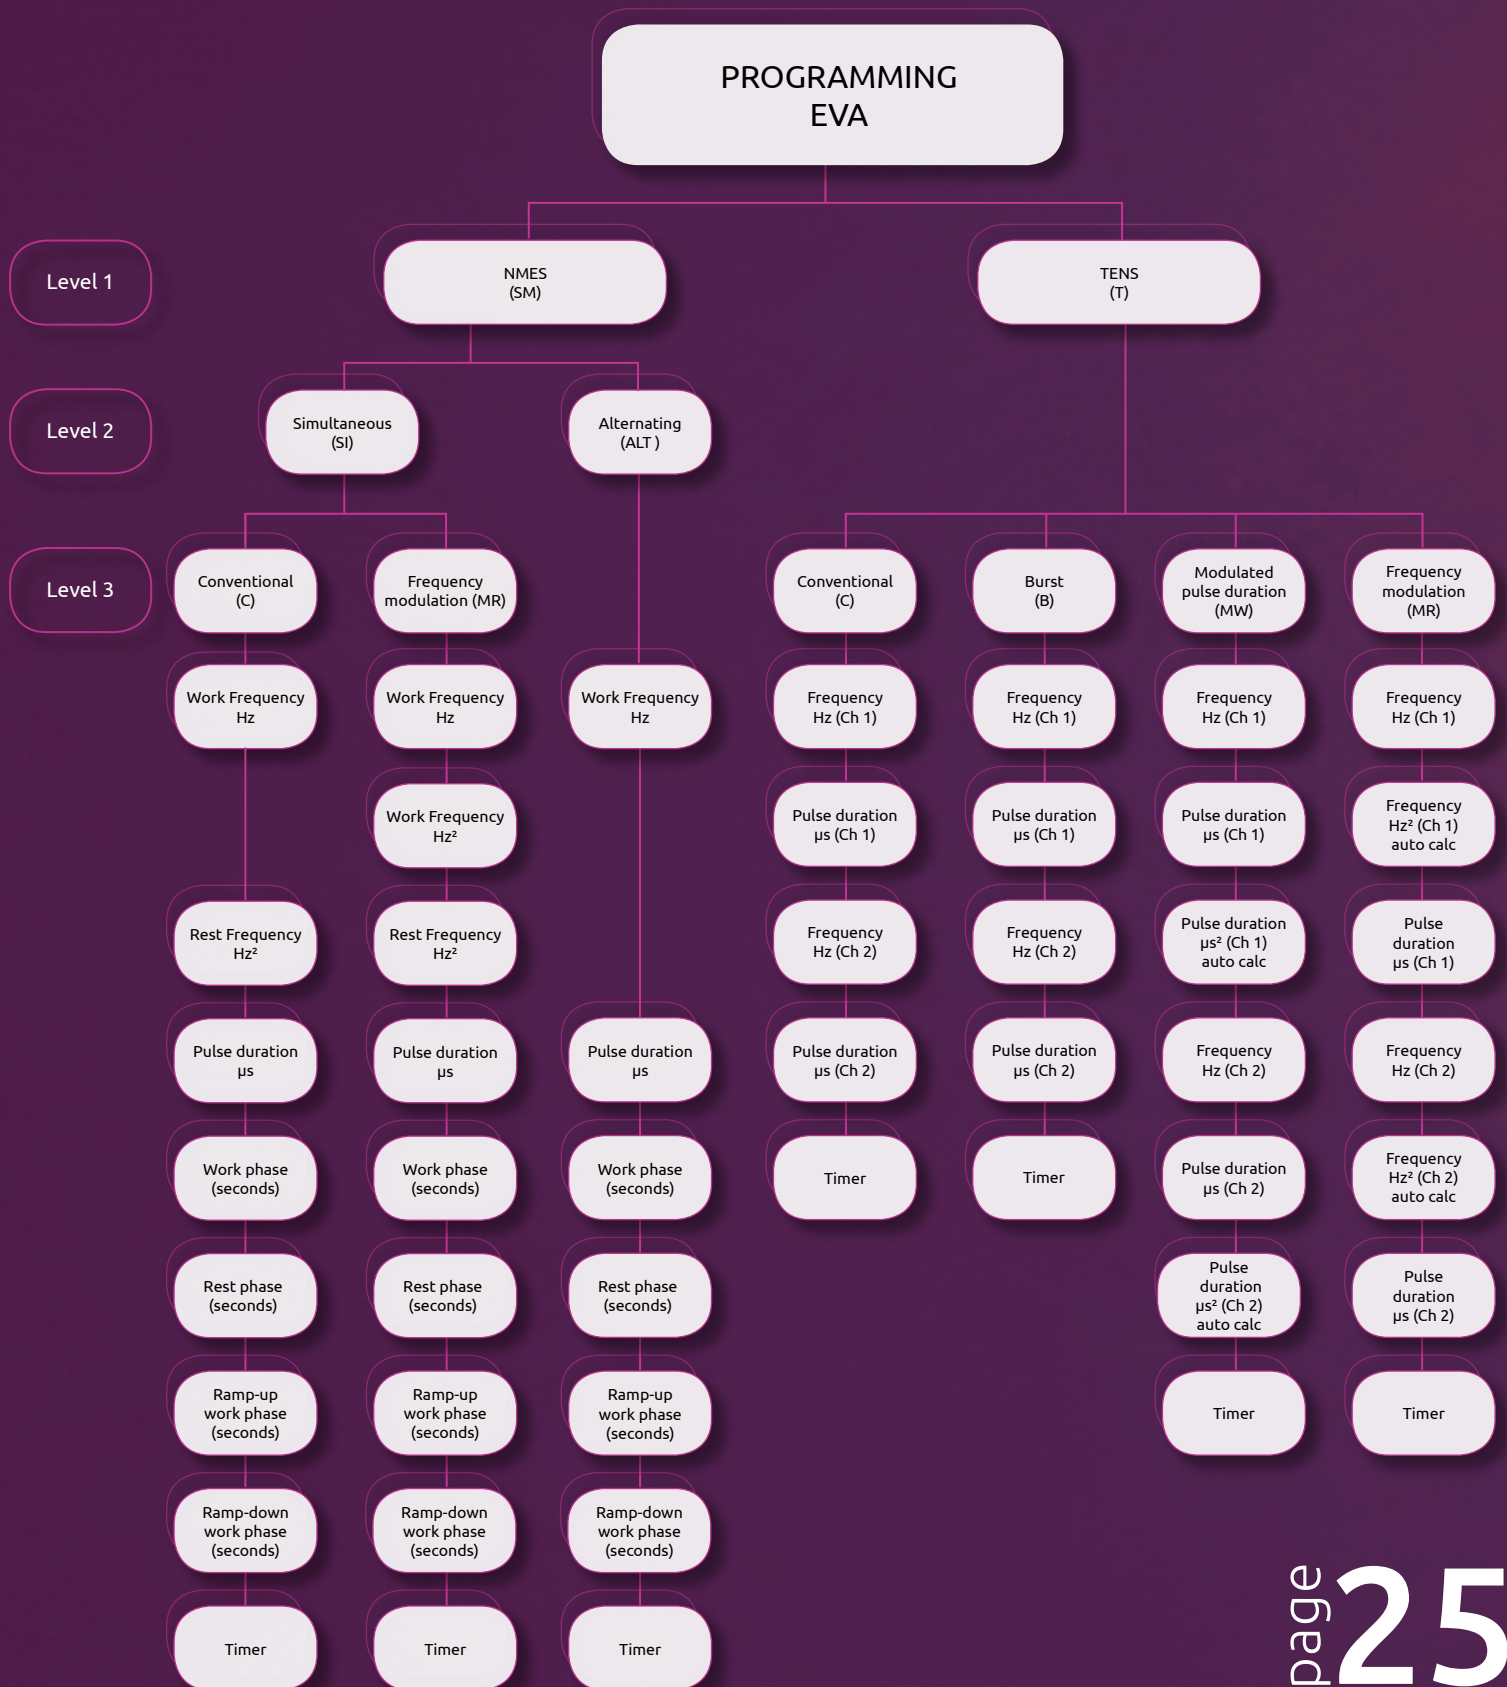 PROGRAMMING
EVA
Level 1
NMES
(SM)
TENS
(T)
Level 2
Simultaneous
(SI)
Alternating
(ALT )
Level 3
Conventional
(C)
Frequency
modulation (MR)
Conventional
(C)
Burst
(B)
Modulated
pulse duration
(MW)
Frequency
modulation
(MR)
Work Frequency
Hz
Work Frequency
Hz
Work Frequency
Hz
Frequency
Hz (Ch 1)
Frequency
Hz (Ch 1)
Frequency
Hz (Ch 1)
Frequency
Hz (Ch 1)
Work Frequency
Hz²
Pulse duration
µs (Ch 1)
Pulse duration
µs (Ch 1)
Pulse duration
µs (Ch 1)
Frequency
Hz² (Ch 1)
auto calc
Rest Frequency
Hz²
Rest Frequency
Hz²
Frequency
Hz (Ch 2)
Frequency
Hz (Ch 2)
Pulse duration
µs² (Ch 1)
auto calc
Pulse
duration
µs (Ch 1)
Pulse duration
µs
Pulse duration
µs
Pulse duration
µs
Pulse duration
µs (Ch 2)
Pulse duration
µs (Ch 2)
Frequency
Hz (Ch 2)
Frequency
Hz (Ch 2)
Work phase
(seconds)
Work phase
(seconds)
Work phase
(seconds)
Timer
Timer
Pulse duration
µs (Ch 2)
Frequency
Hz² (Ch 2)
auto calc
Rest phase
(seconds)
Rest phase
(seconds)
Rest phase
(seconds)
Pulse
duration
µs² (Ch 2)
auto calc
Pulse
duration
µs (Ch 2)
Ramp-up
work phase
(seconds)
Ramp-up
work phase
(seconds)
Ramp-up
work phase
(seconds)
Timer
Timer
Ramp-down
work phase
(seconds)
Ramp-down
work phase
(seconds)
Ramp-down
work phase
(seconds)
Timer
Timer
Timer
page 25